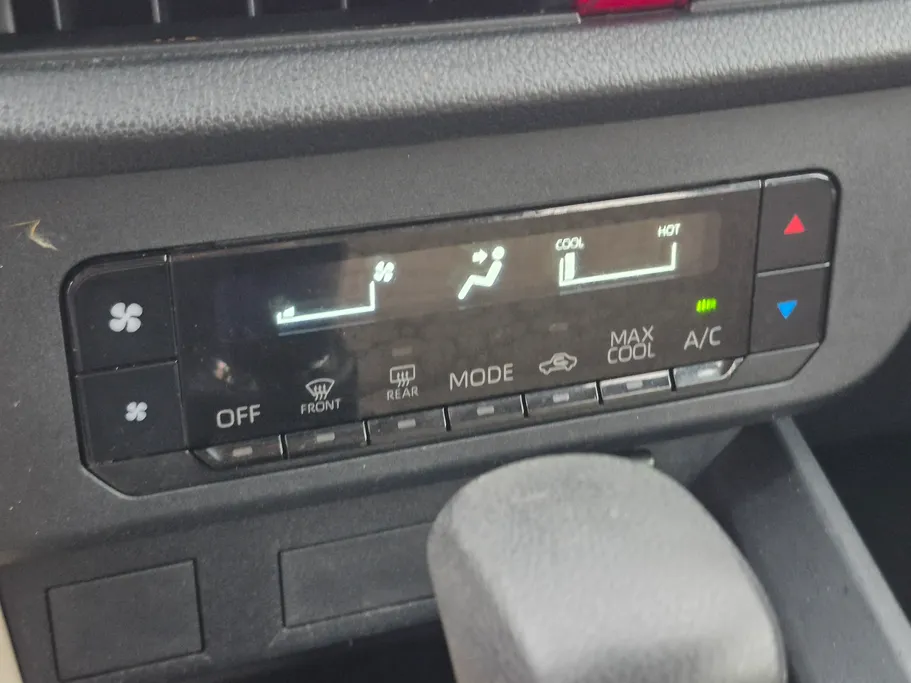 COOL
HOT
OFF
FRONT
REAR
MODE
MAX
COOL
A/C